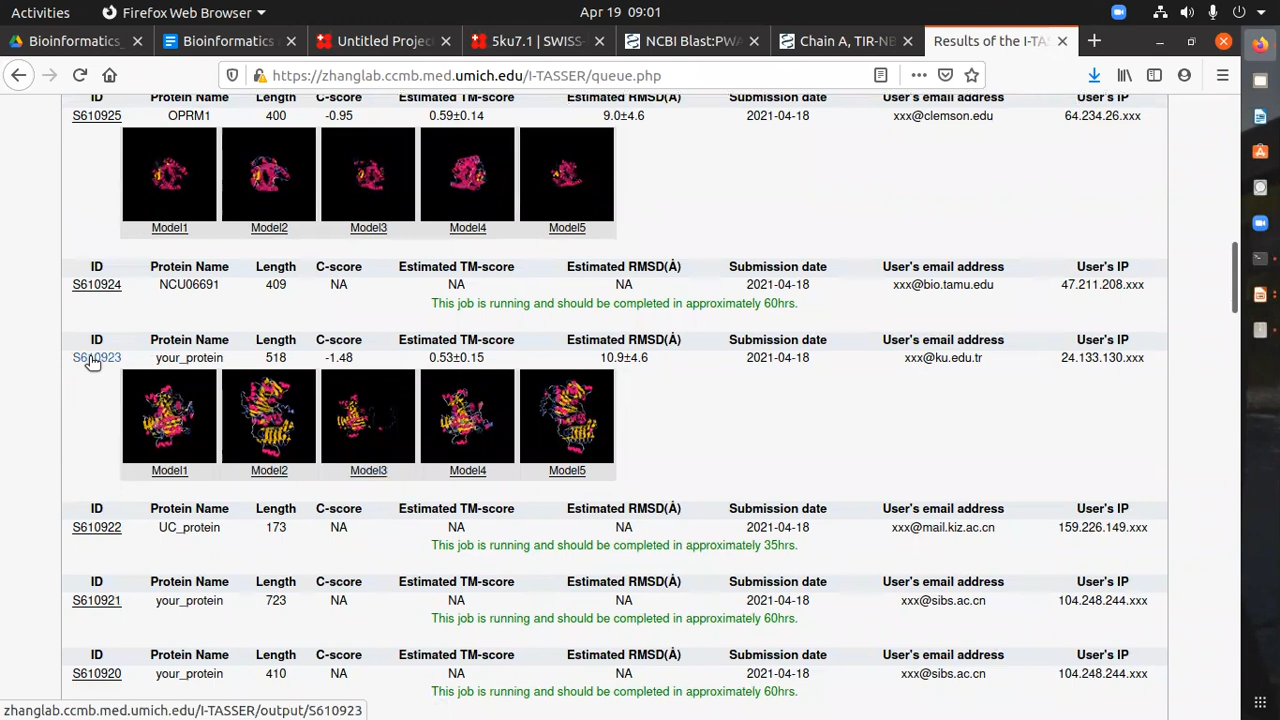 Activities Firefox Web Browser Apr 19 09:01
Bioinformatics_ Bioinformatics Untitled Projec 5ku7.1 | SWISS- NCBI Blast:PWA Chain A, TIR-NB Results of the I-TAS
https://zhanglab.ccmb.med.umich.edu/I-TASSER/queue.php
ID Protein Name Length C-score Estimated TM-score Estimated RMSD(Å) Submission date User's email address User's IP
S610925 OPRM1 400 -0.95 0.59±0.14 9.0±4.6 2021-04-18 xxx@clemson.edu 64.234.26.xxx
Model1 Model2 Model3 Model4 Model5
ID Protein Name Length C-score Estimated TM-score Estimated RMSD(Å) Submission date User's email address User's IP
S610924 NCU06691 409 NA NA NA 2021-04-18 xxx@bio.tamu.edu 47.211.208.xxx
This job is running and should be completed in approximately 60hrs.
ID Protein Name Length C-score Estimated TM-score Estimated RMSD(Å) Submission date User's email address User's IP
S610923 your_protein 518 -1.48 0.53±0.15 10.9±4.6 2021-04-18 xxx@ku.edu.tr 24.133.130.xxx
Model1 Model2 Model3 Model4 Model5
ID Protein Name Length C-score Estimated TM-score Estimated RMSD(Å) Submission date User's email address User's IP
S610922 UC_protein 173 NA NA NA 2021-04-18 xxx@mail.kiz.ac.cn 159.226.149.xxx
This job is running and should be completed in approximately 35hrs.
ID Protein Name Length C-score Estimated TM-score Estimated RMSD(Å) Submission date User's email address User's IP
S610921 your_protein 723 NA NA NA 2021-04-18 xxx@sibs.ac.cn 104.248.244.xxx
This job is running and should be completed in approximately 60hrs.
ID Protein Name Length C-score Estimated TM-score Estimated RMSD(Å) Submission date User's email address User's IP
S610920 your_protein 410 NA NA NA 2021-04-18 xxx@sibs.ac.cn 104.248.244.xxx
This job is running and should be completed in approximately 60hrs.
zhanglab.ccmb.med.umich.edu/I-TASSER/output/S610923